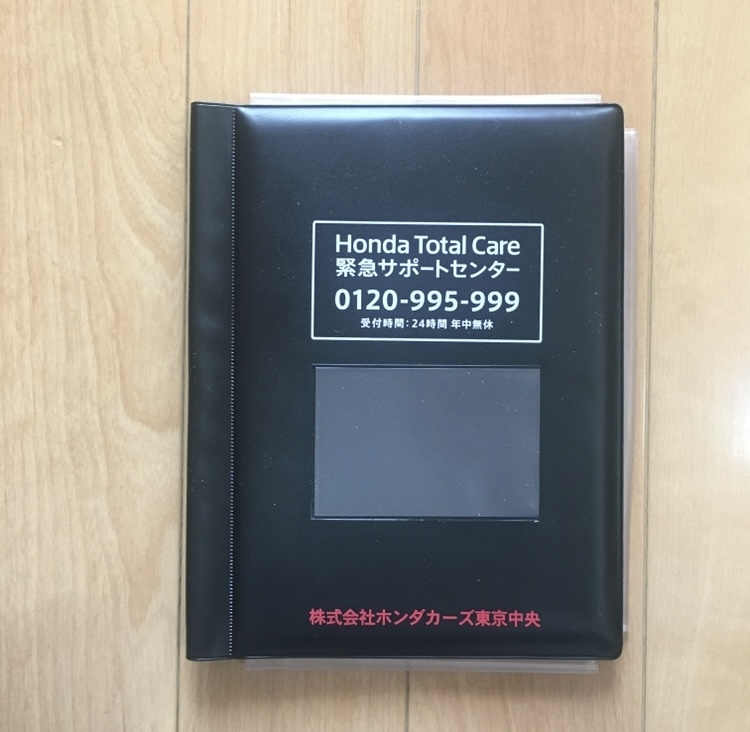 Honda Total Care
緊急サポートセンター
0120-995-999
受付時間:24時間 年中無休
株式会社ホンダカーズ東京中央